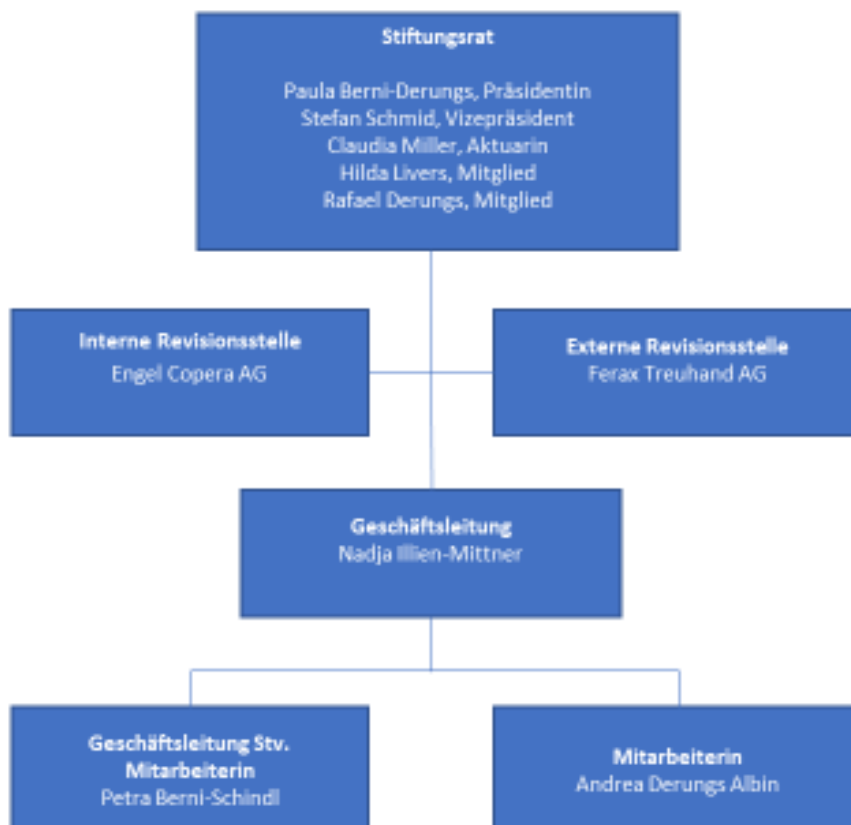 Stiftungsrat
Paula Berni-Derungs, Präsidentin
Stefan Schmid, Vizepräsident
Claudia Miller, Aktuarin
Hilda Livers, Mitglied
Rafael Derungs, Mitglied
Interne Revisionsstelle
Engel Copera AG
Externe Revisionsstelle
Ferax Treuhand AG
Geschäftsleitung
Nadja Illien-Mittner
Geschäftsleitung Stv.
Mitarbeiterin
Petra Berni-Schindl
Mitarbeiterin
Andrea Derungs Albin